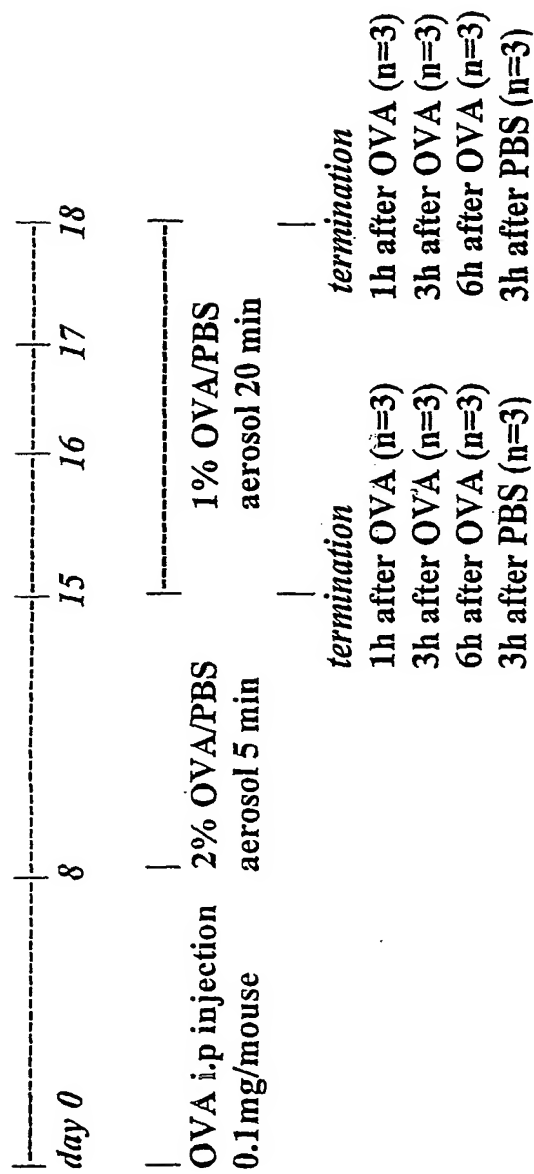 day 0
8
15
16
17
18
OVA i.p injection
0.1mg/mouse
2% OVA/PBS
aerosol 5 min
1% OVA/PBS
aerosol 20 min
termination
1h after OVA (n=3)
3h after OVA (n=3)
6h after OVA (n=3)
3h after PBS (n=3)
termination
1h after OVA (n=3)
3h after OVA (n=3)
6h after OVA (n=3)
3h after PBS (n=3)